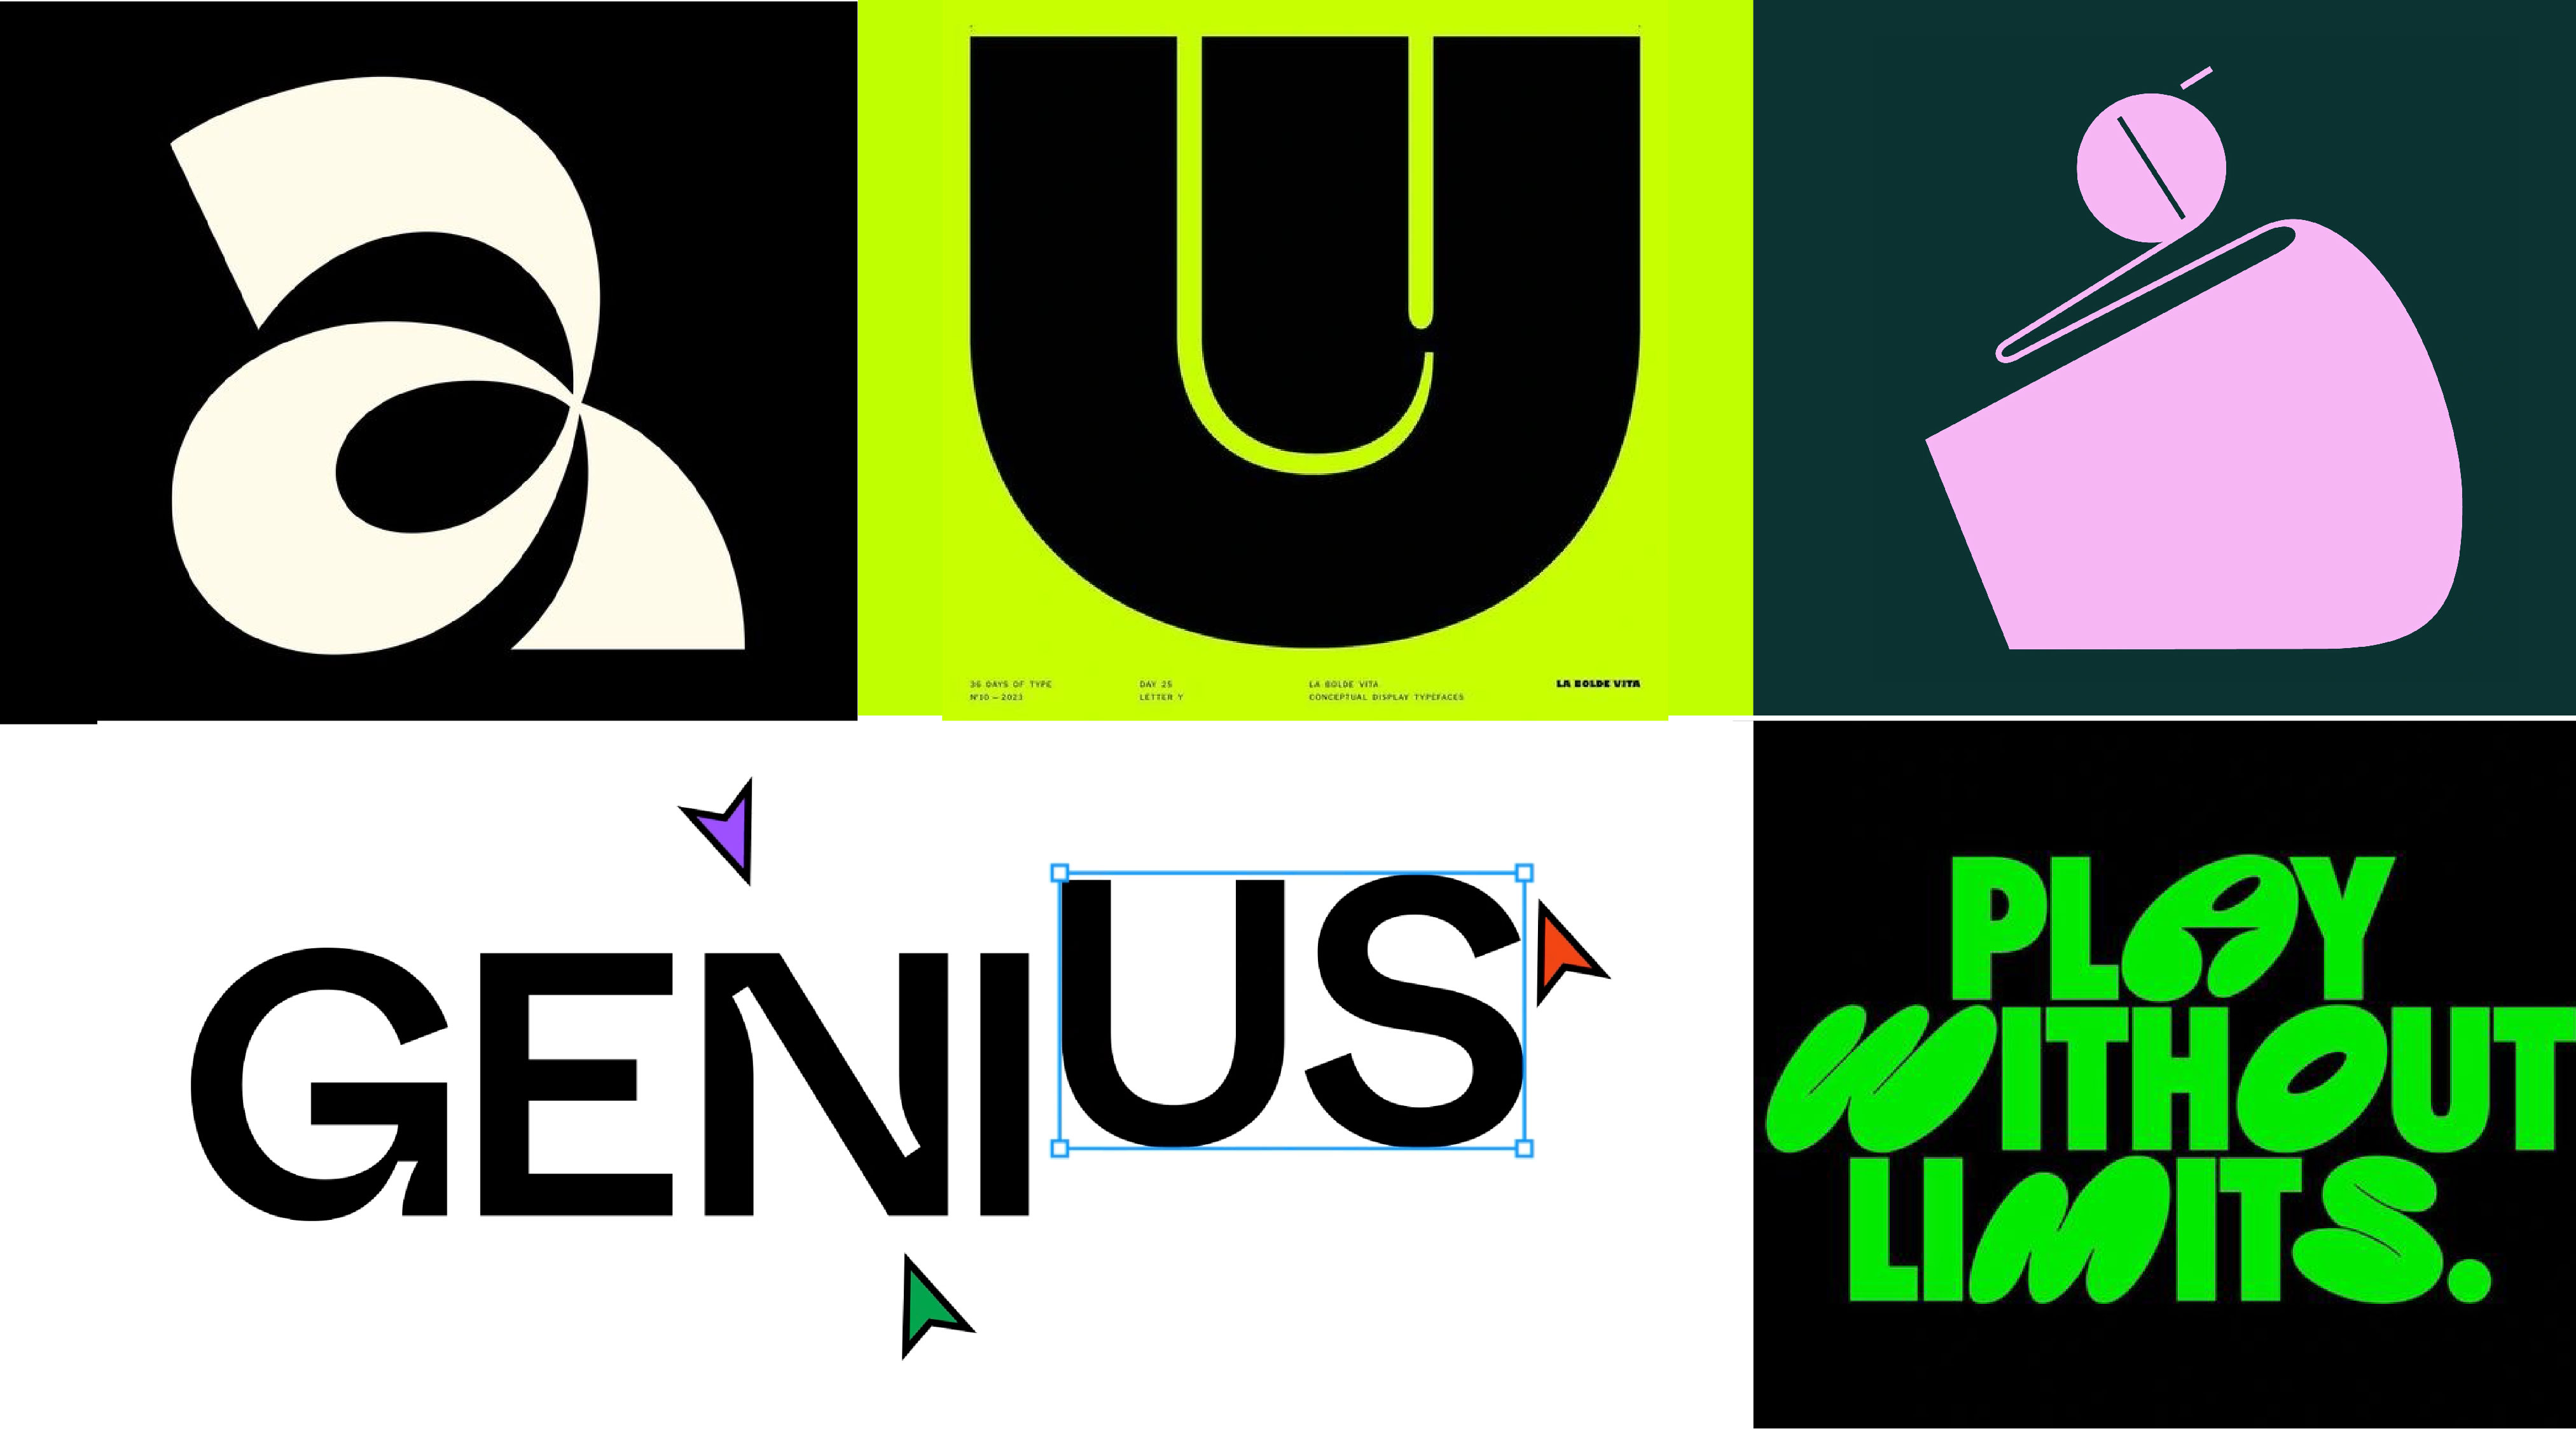 a
36 DAYS OF TYPE
Nº10 – 2023
DAY 25
LETTER Y
LA BOLDE VITA
CONCEPTUAL DISPLAY TYPEFACES
LA BOLDE VITA
GENIUS
PLAY
WITHOUT
LIMITS.